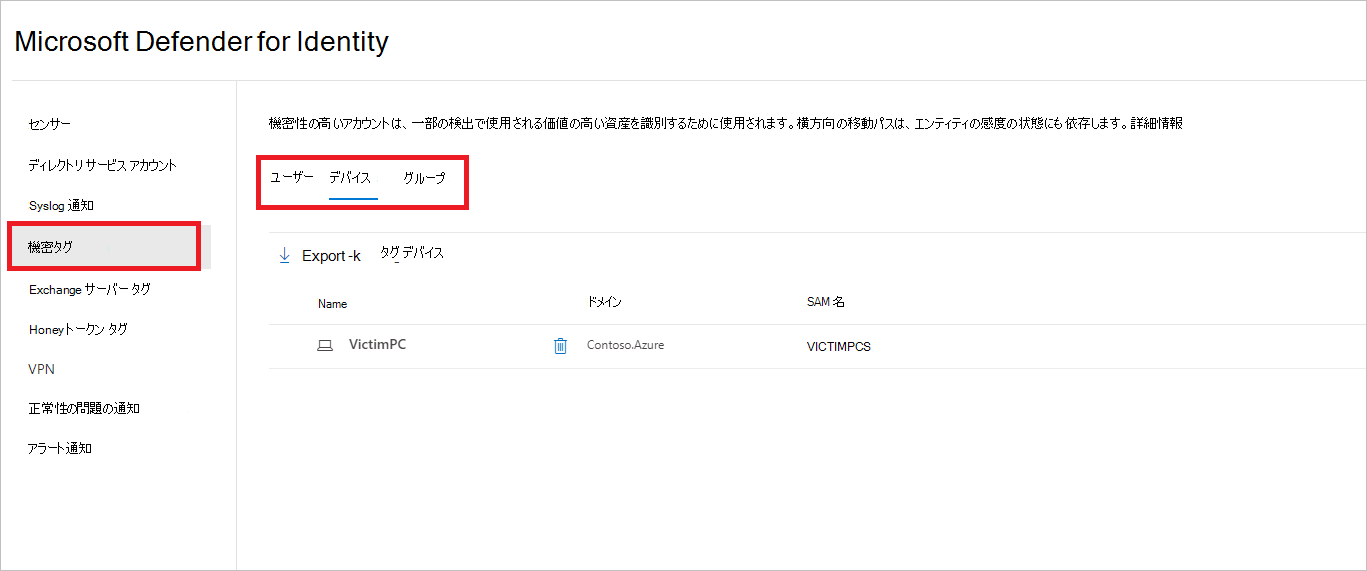 Microsoft Defender for Identity
センサー
ディレクトリ サービス アカウント
Syslog 通知
機密タグ
Exchange サーバー タグ
Honeyトークン タグ
VPN
正常性の問題の通知
アラート通知
機密性の高いアカウントは、一部の検出で使用される価値の高い資産を識別するために使用されます。横方向の移動パスは、エンティティの感度の状態にも依存します。詳細情報
ユーザー デバイス グループ
Export -k タグ デバイス
Name ドメイン SAM 名
VictimPC Contoso.Azure VICTIMPCS